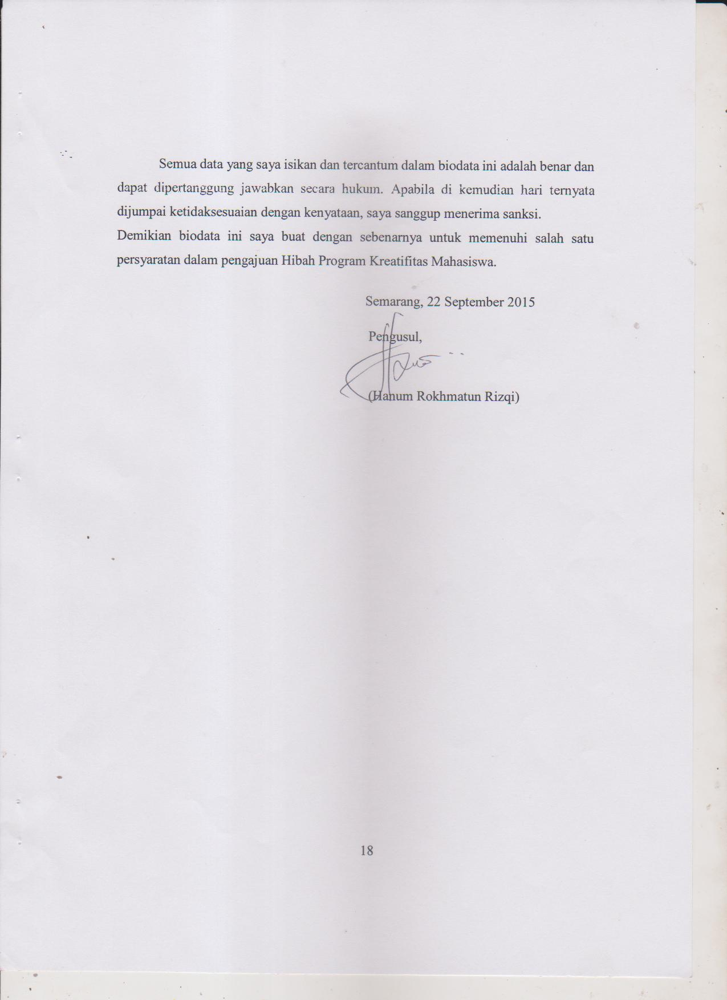 Semua data yang saya isikan dan tercantum dalam biodata ini adalah benar dan
dapat dipertanggung jawabkan secara hukum. Apabila di kemudian hari ternyata
dijumpai ketidaksesuaian dengan kenyataan, saya sanggup menerima sanksi.
Demikian biodata ini saya buat dengan sebenarnya untuk memenuhi salah satu
persyaratan dalam pengajuan Hibah Program Kreatifitas Mahasiswa.
Semarang, 22 September 2015
Pengusul,
(Hanum Rokhmatun Rizqi)
18